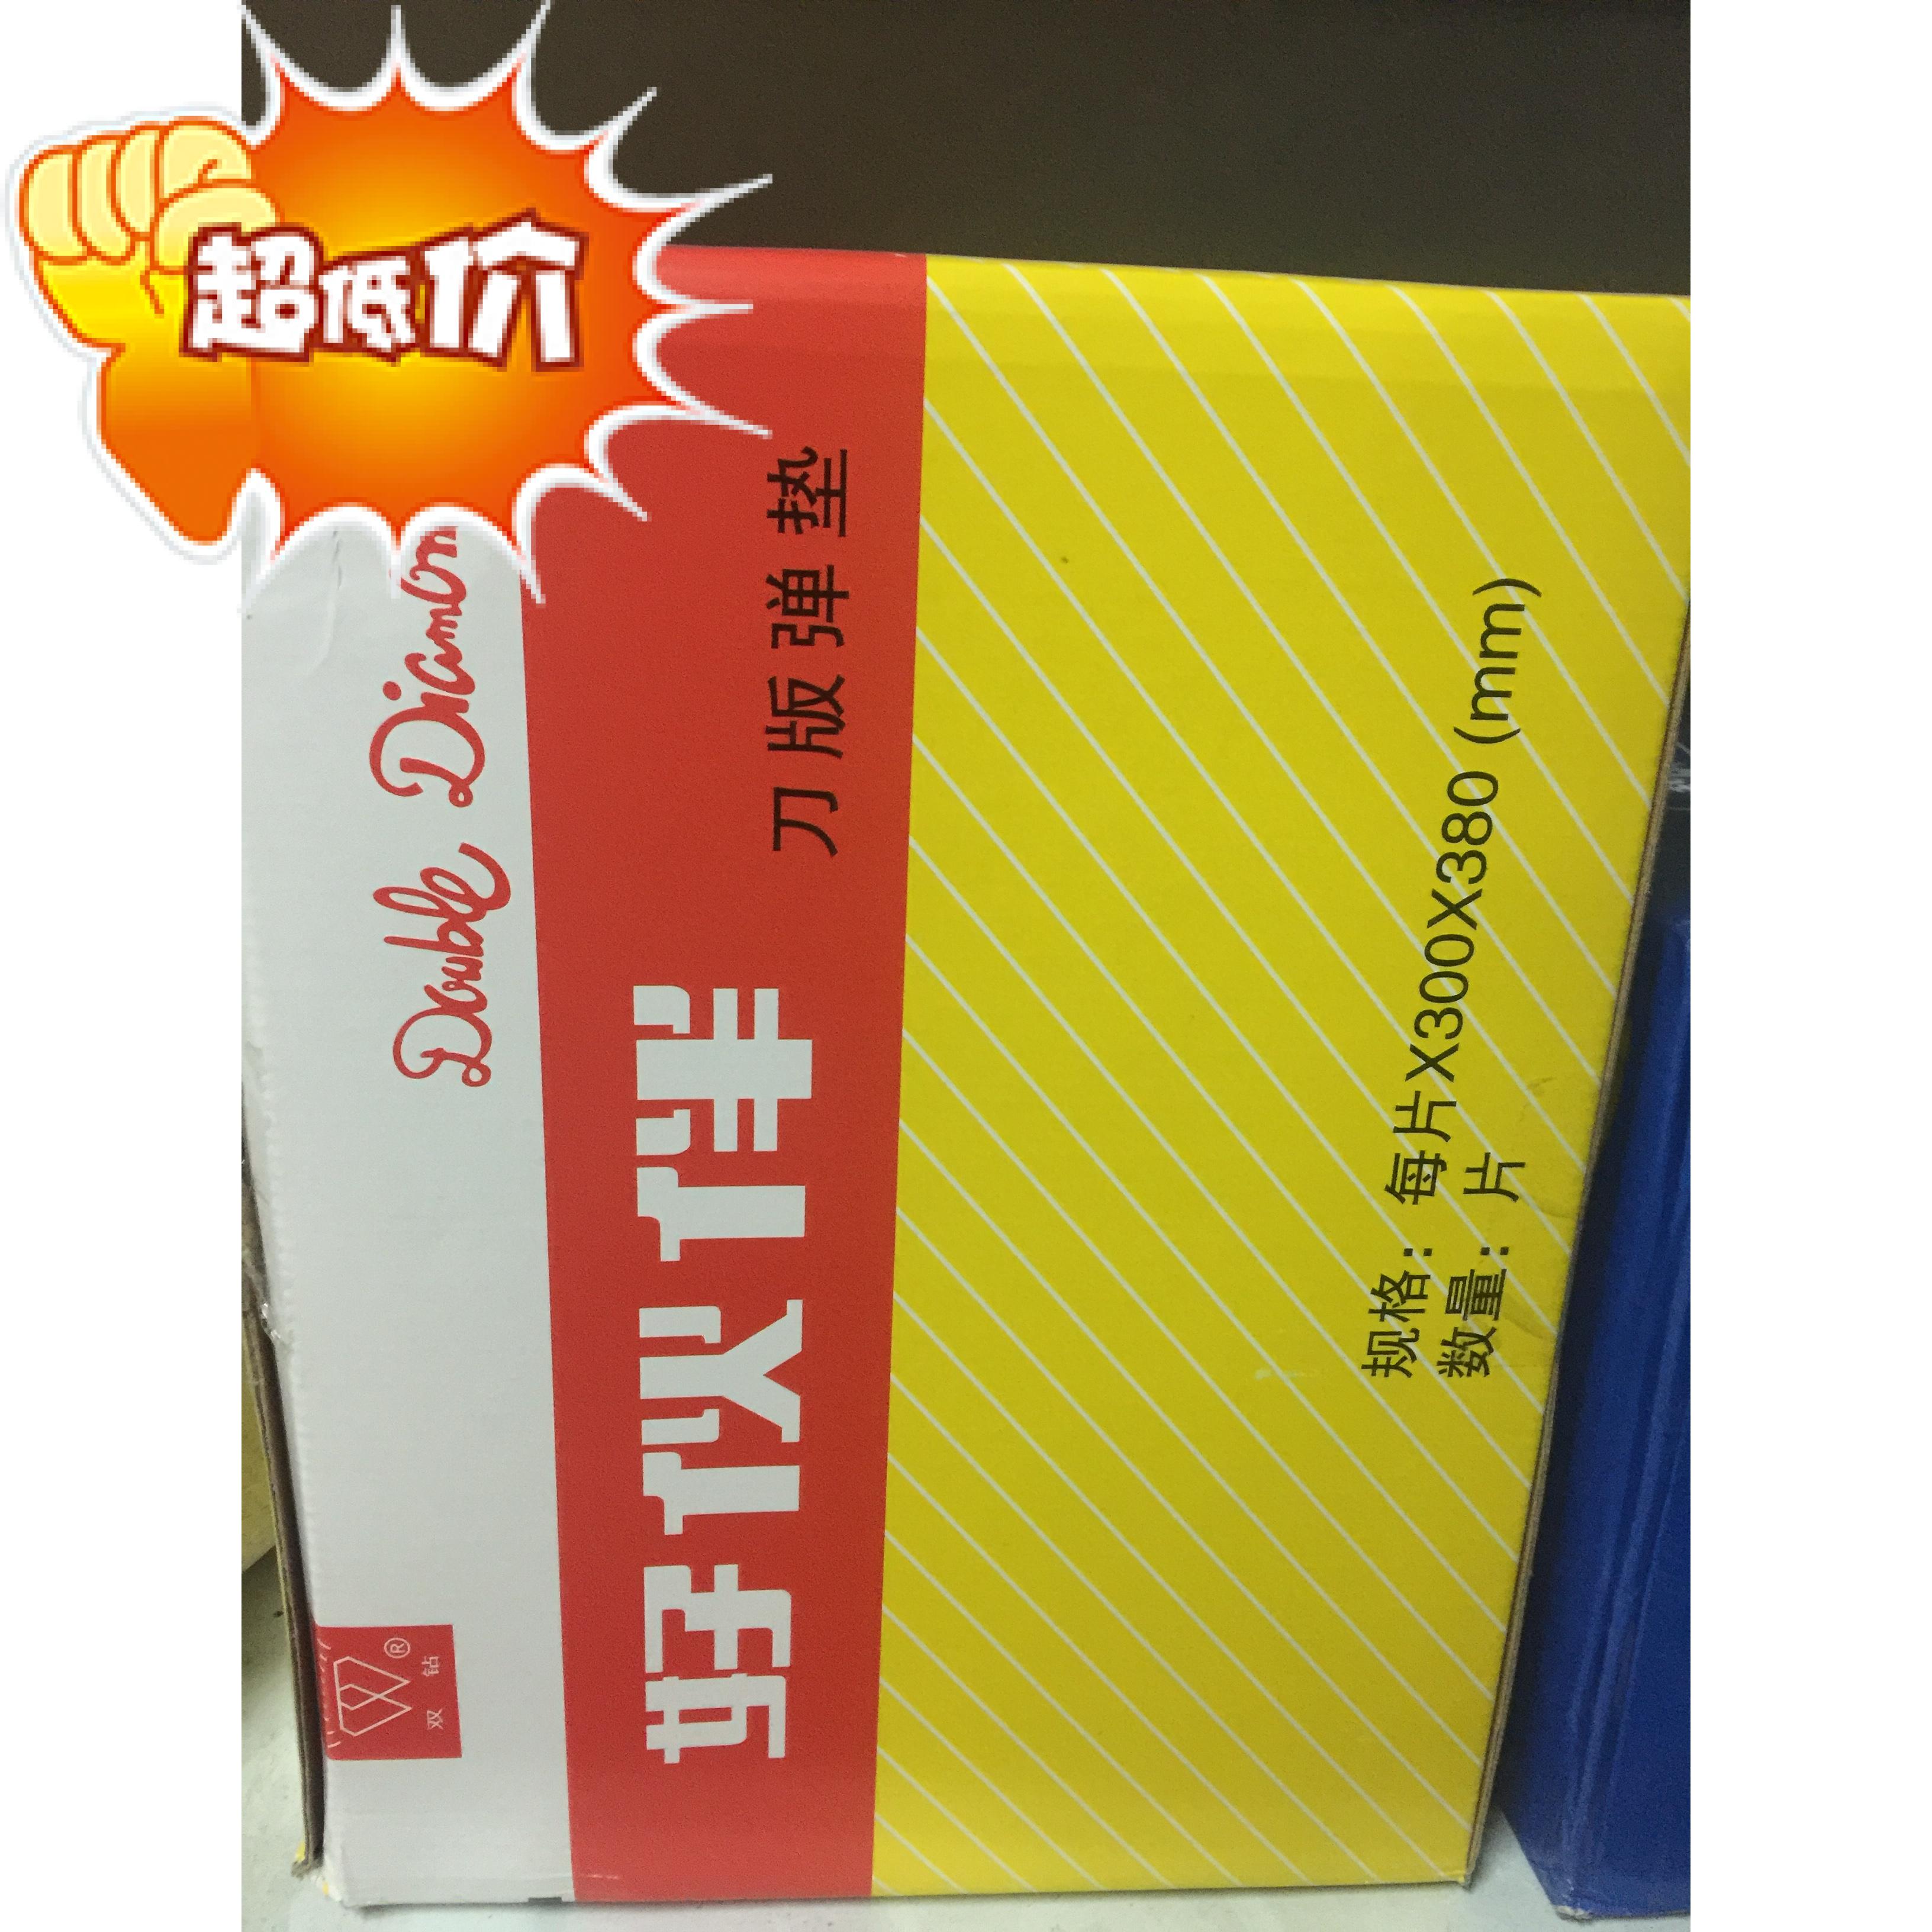 超低价
双钻®
Double
好伙伴
刀版弹垫
规格：每片X300X380 (mm)
数量： 片